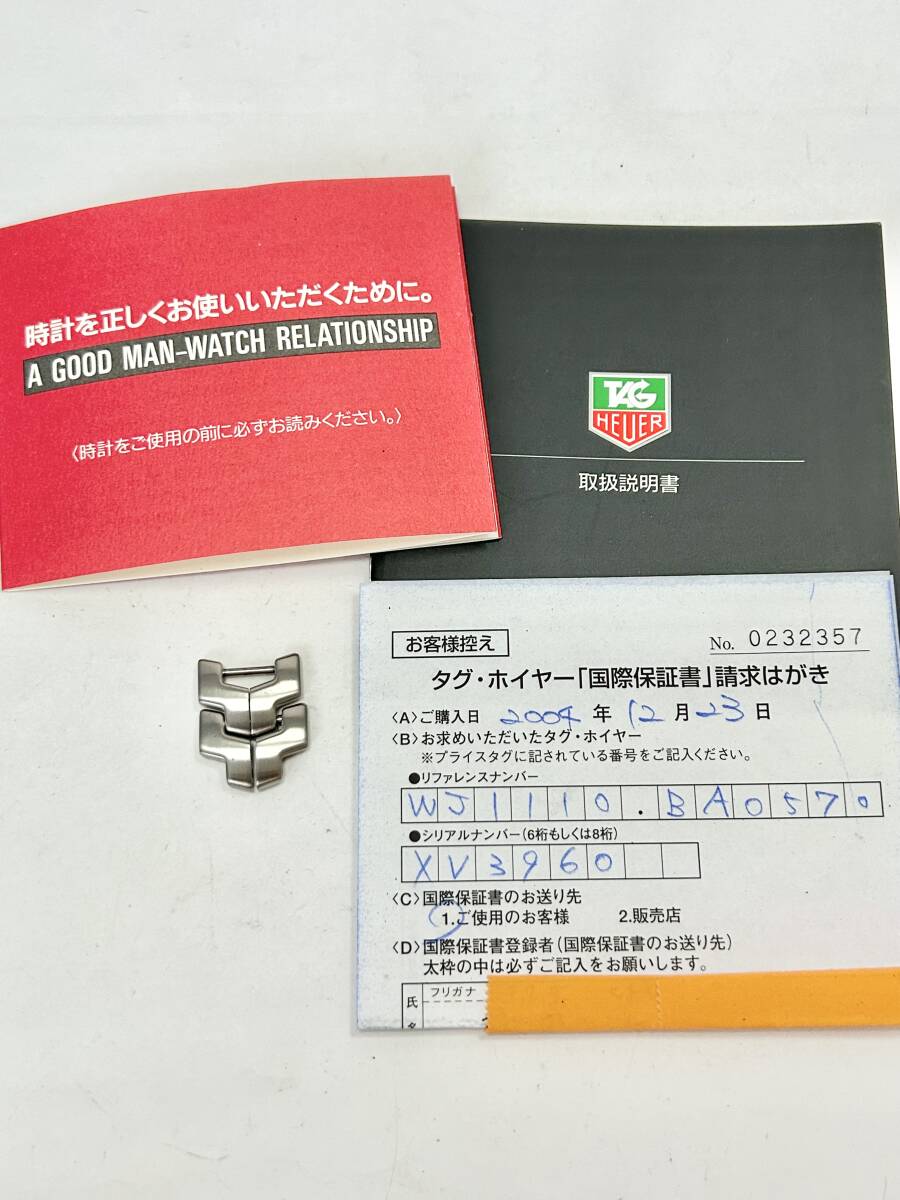 時計を正しくお使いいただくために。
A GOOD MAN-WATCH RELATIONSHIP
〈時計をご使用の前に必ずお読みください。〉
TAG
HEUER
取扱説明書
お客様控え
No. 0232357
タグ・ホイヤー「国際保証書」請求はがき
〈A〉ご購入日 2004 年 12 月 23 日
〈B〉お求めいただいたタグ・ホイヤー
※プライスタグに記されている番号をご記入ください。
●リファレンスナンバー
WJ1110.BA0570
●シリアルナンバー(6桁もしくは8桁)
XV3960
〈C〉国際保証書のお送り先
1.ご使用のお客様 2.販売店
〈D〉国際保証書登録者(国際保証書のお送り先)
太枠の中は必ずご記入をお願いします。
フリガナ
氏